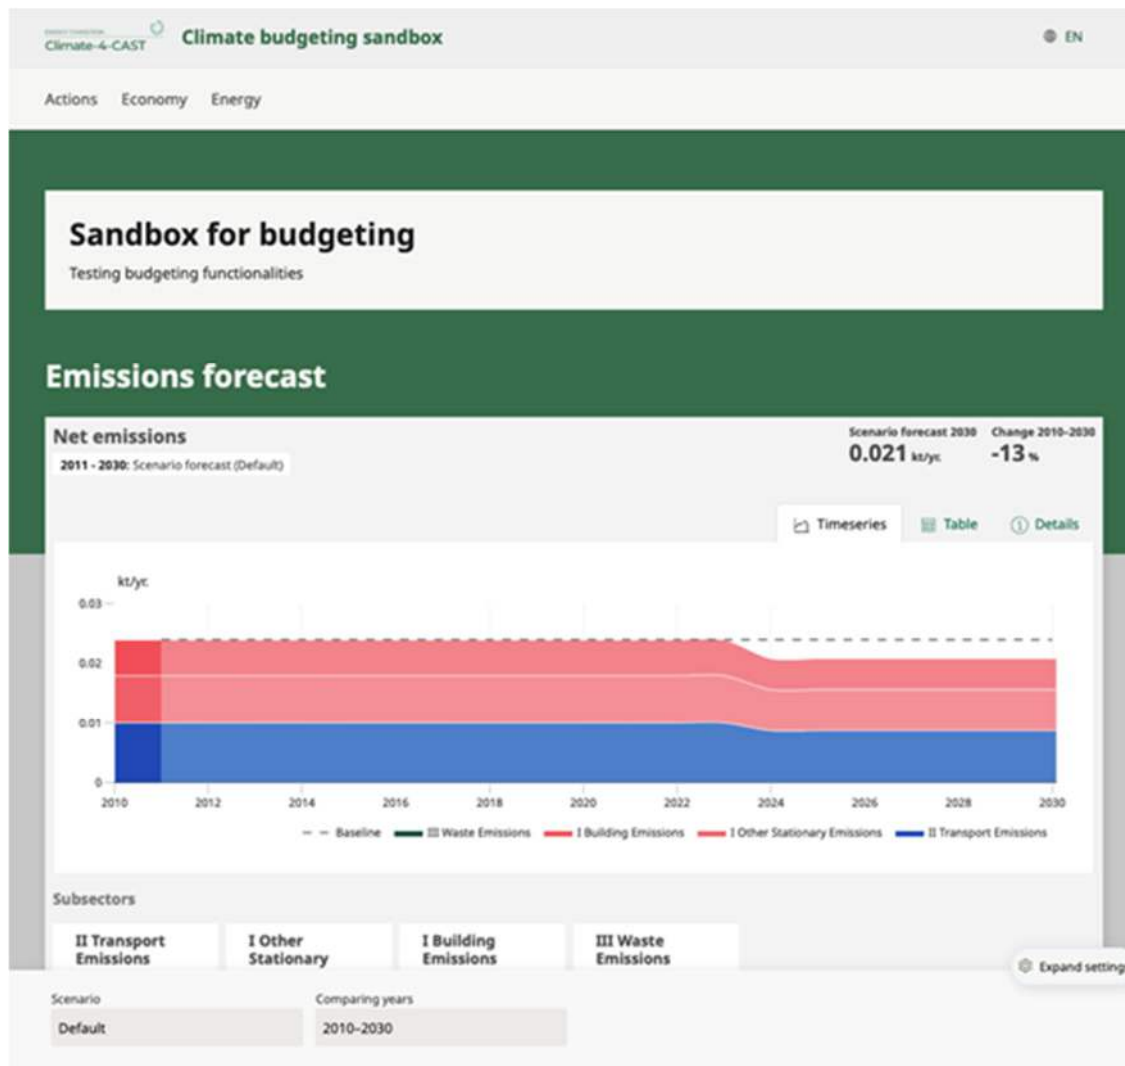 Climate-4-CAST
Climate budgeting sandbox
EN
Actions Economy Energy
Sandbox for budgeting
Testing budgeting functionalities
Emissions forecast
Net emissions
2011 - 2030: Scenario forecast (Default)
Scenario forecast 2030 Change 2010–2030
0.021 kt/yr. -13 %
Timeseries Table Details
kt/yr.
0.03
0.02
0.01
0
2010 2012 2014 2016 2018 2020 2022 2024 2026 2028 2030
Baseline III Waste Emissions I Building Emissions I Other Stationary Emissions II Transport Emissions
Subsectors
II Transport Emissions
I Other Stationary
I Building Emissions
III Waste Emissions
Expand setting
Scenario
Default
Comparing years
2010–2030